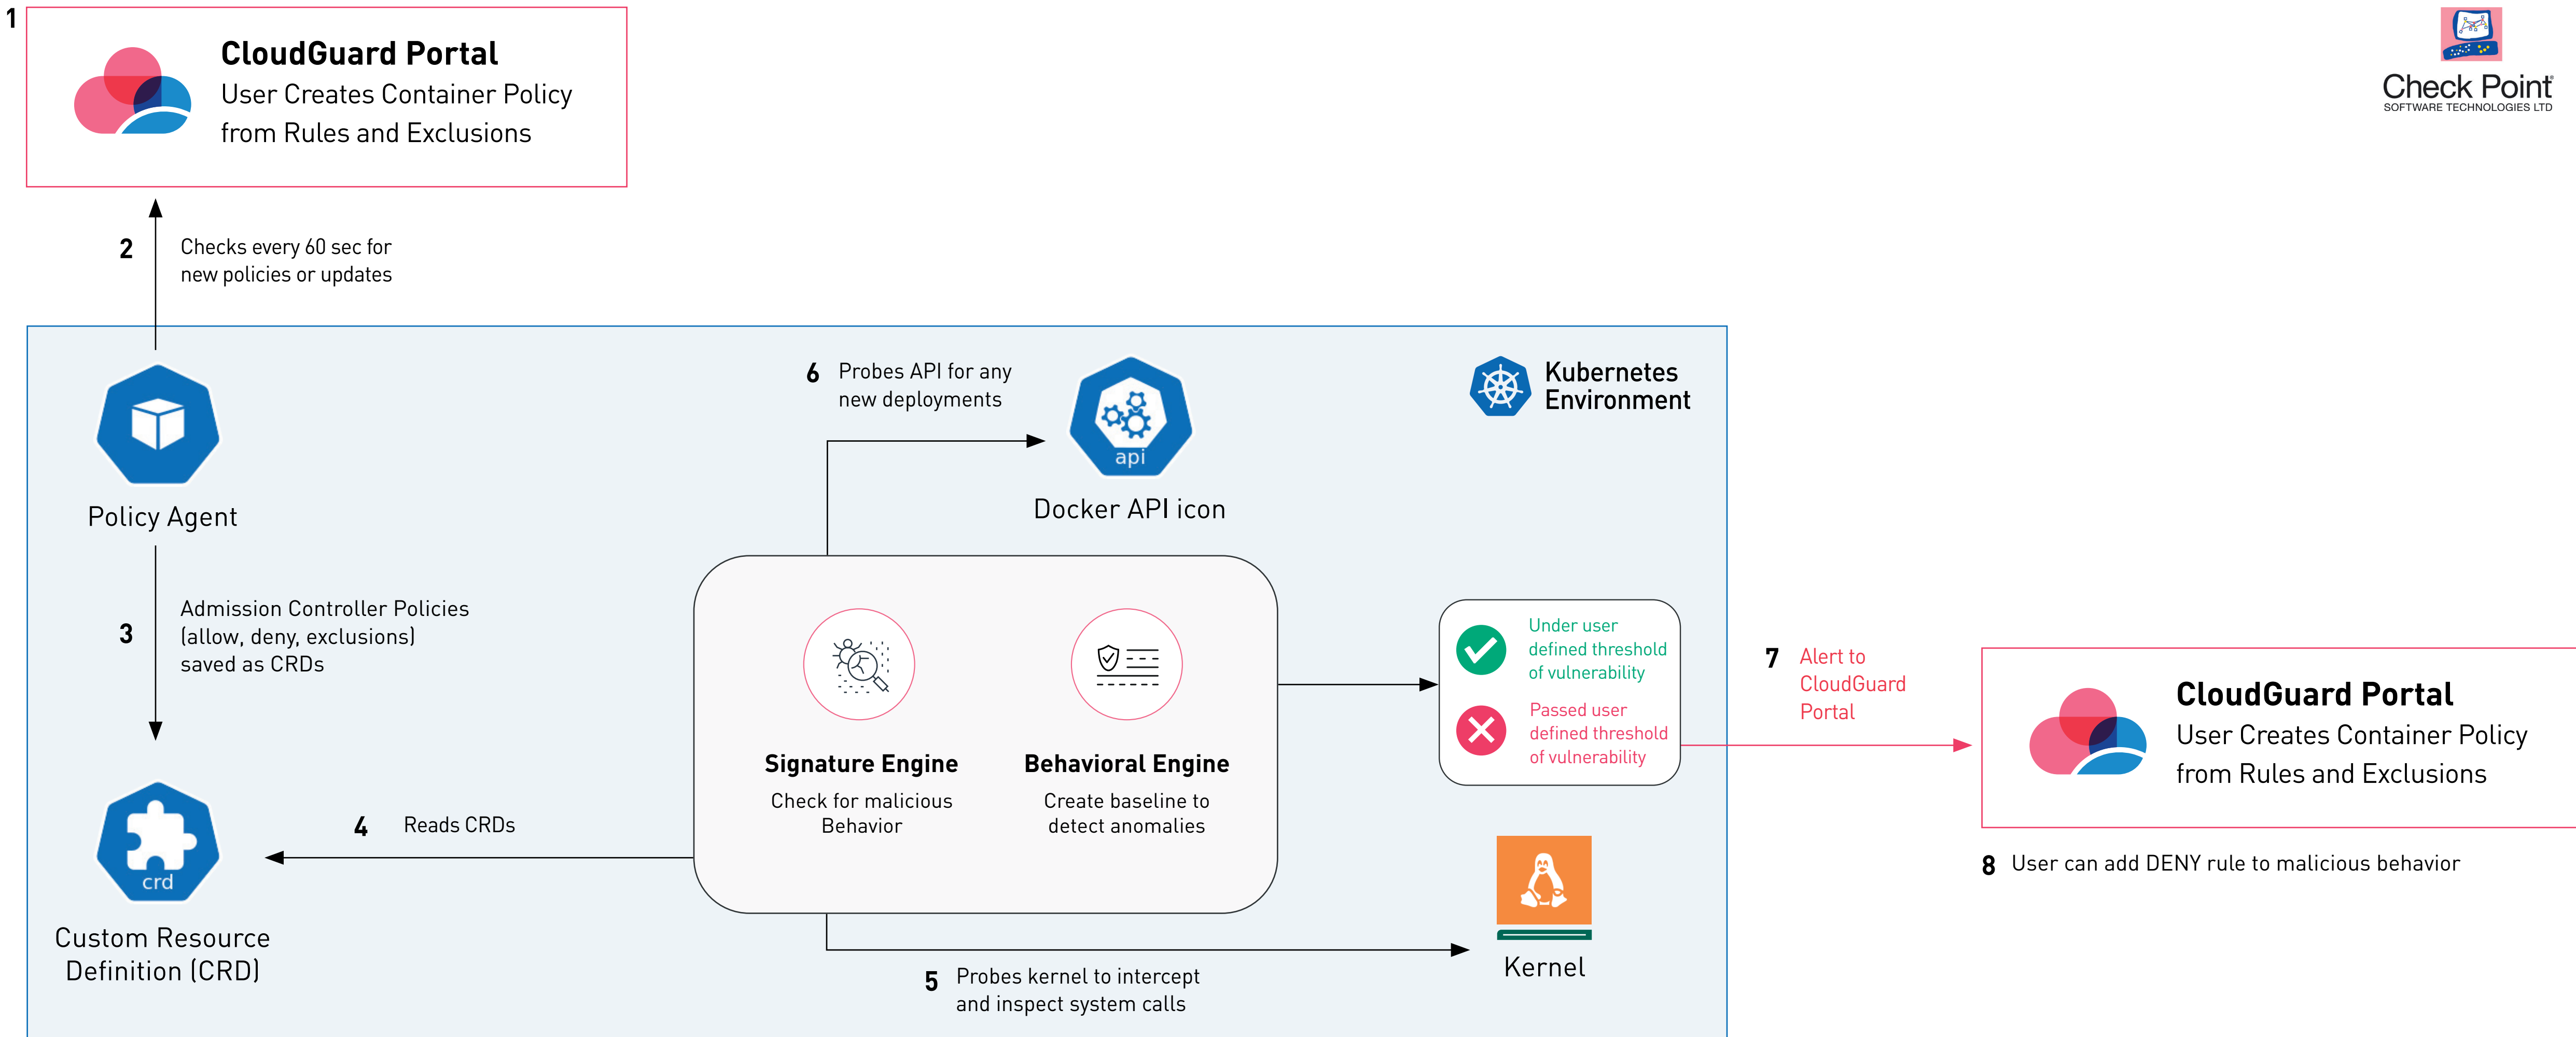 1
CloudGuard Portal
User Creates Container Policy
from Rules and Exclusions
Check Point®
SOFTWARE TECHNOLOGIES LTD
2
Checks every 60 sec for
new policies or updates
Policy Agent
3
Admission Controller Policies
(allow, deny, exclusions)
saved as CRDs
crd
Custom Resource
Definition (CRD)
4
Reads CRDs
6
Probes API for any
new deployments
api
Docker API icon
Kubernetes
Environment
Signature Engine
Check for malicious
Behavior
Behavioral Engine
Create baseline to
detect anomalies
Under user
defined threshold
of vulnerability
Passed user
defined threshold
of vulnerability
5
Probes kernel to intercept
and inspect system calls
Kernel
7
Alert to
CloudGuard
Portal
CloudGuard Portal
User Creates Container Policy
from Rules and Exclusions
8
User can add DENY rule to malicious behavior